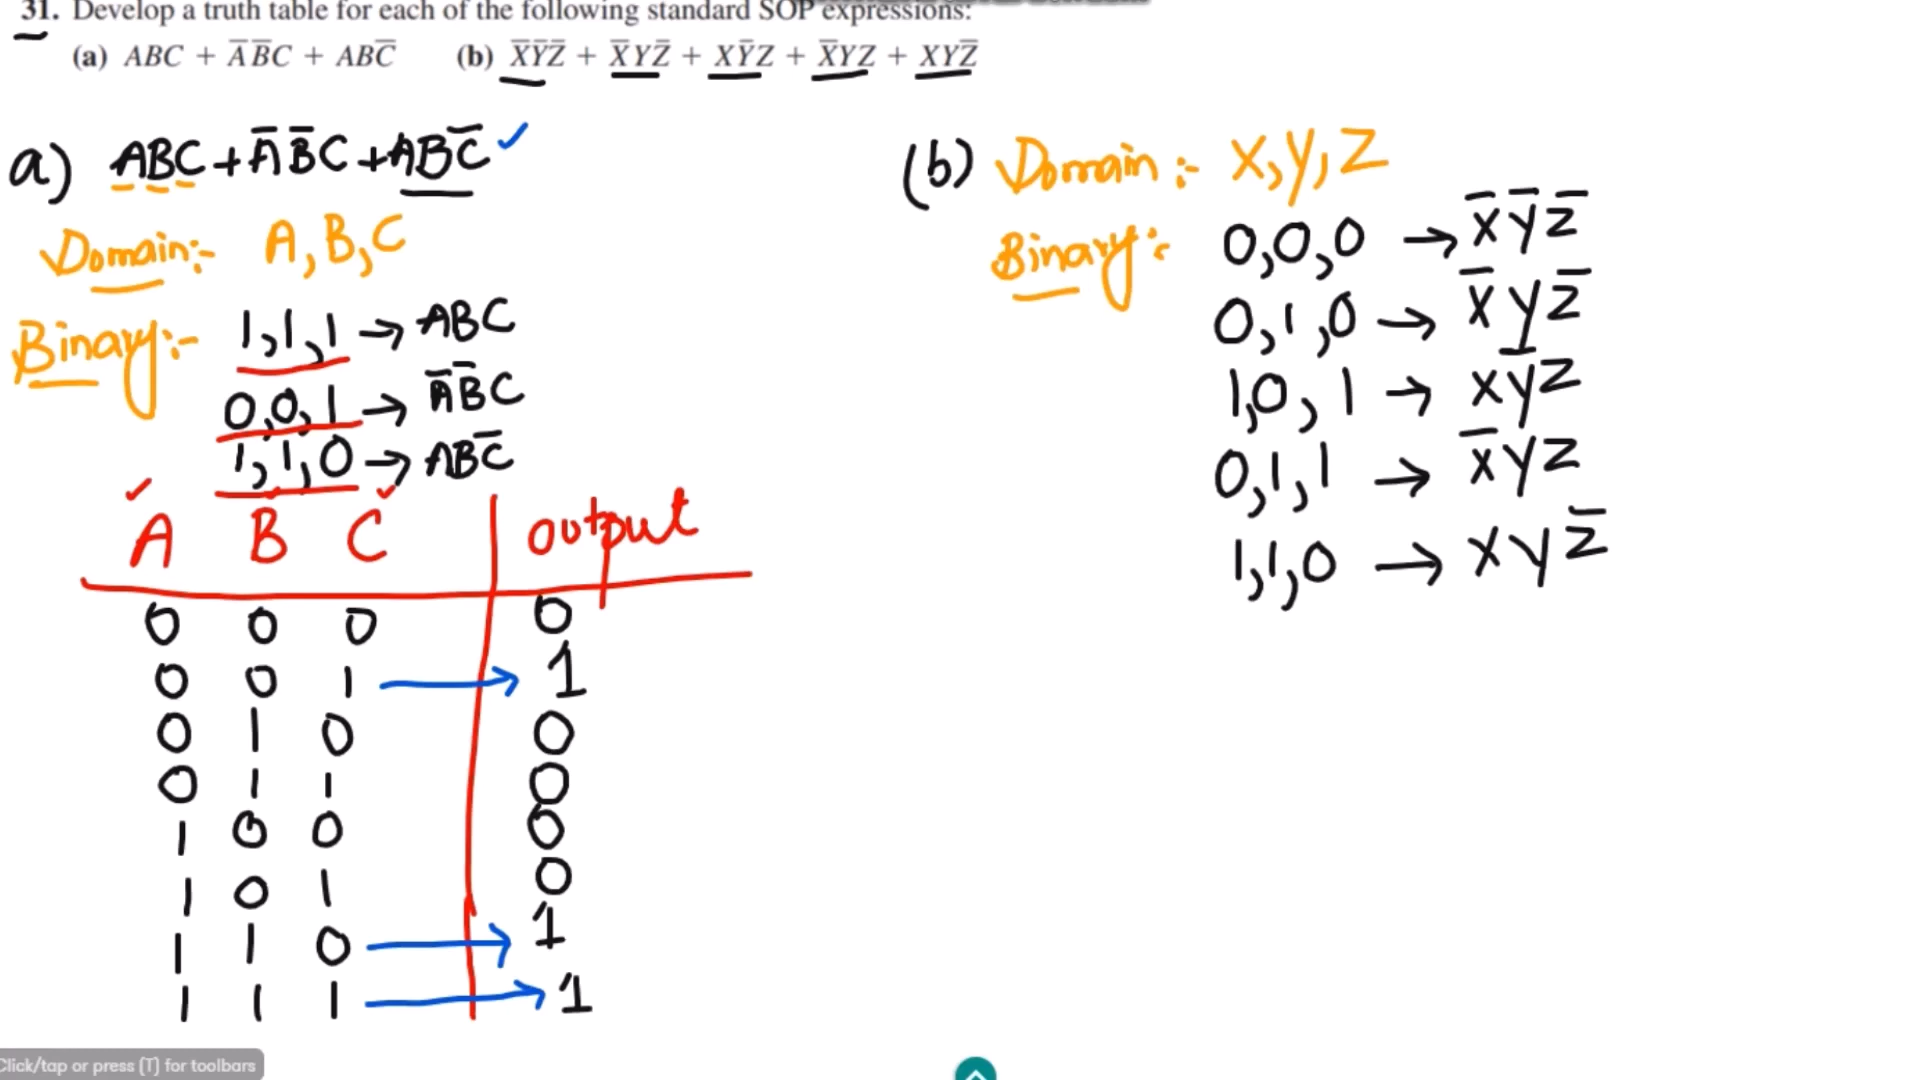 31. Develop a truth table for each of the following standard SOP expressions:
(a) ABC + A̅B̅C + ABC̅ (b) X̅Y̅Z̅ + X̅YZ̅ + XY̅Z + X̅YZ + XYZ̅
a) ABC + A̅ B̅ C + ABC̅ ✓
Domain:- A, B, C
Binary:- 1,1,1 → ABC
0,0,1 → A̅B̅C
1,1,0 → ABC̅
A B C output
0 0 0 0
0 0 1 → 1
0 1 0 0
0 1 1 0
1 0 0 0
1 0 1 0
1 1 0 → 1
1 1 1 → 1
(b) Domain:- X, Y, Z
Binary:- 0,0,0 → X̅ Y̅ Z̅
0,1,0 → X̅ Y Z̅
1,0,1 → X Y̅ Z
0,1,1 → X̅ Y Z
1,1,0 → X Y Z̅
Click/tap or press (T) for toolbars